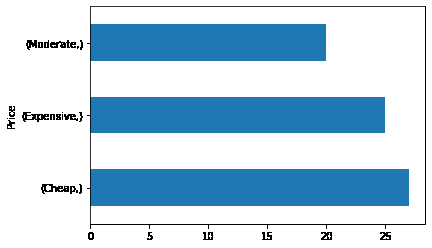 (Moderate,)
(Expensive,)
(Cheap,)
Price
0 5 10 15 20 25